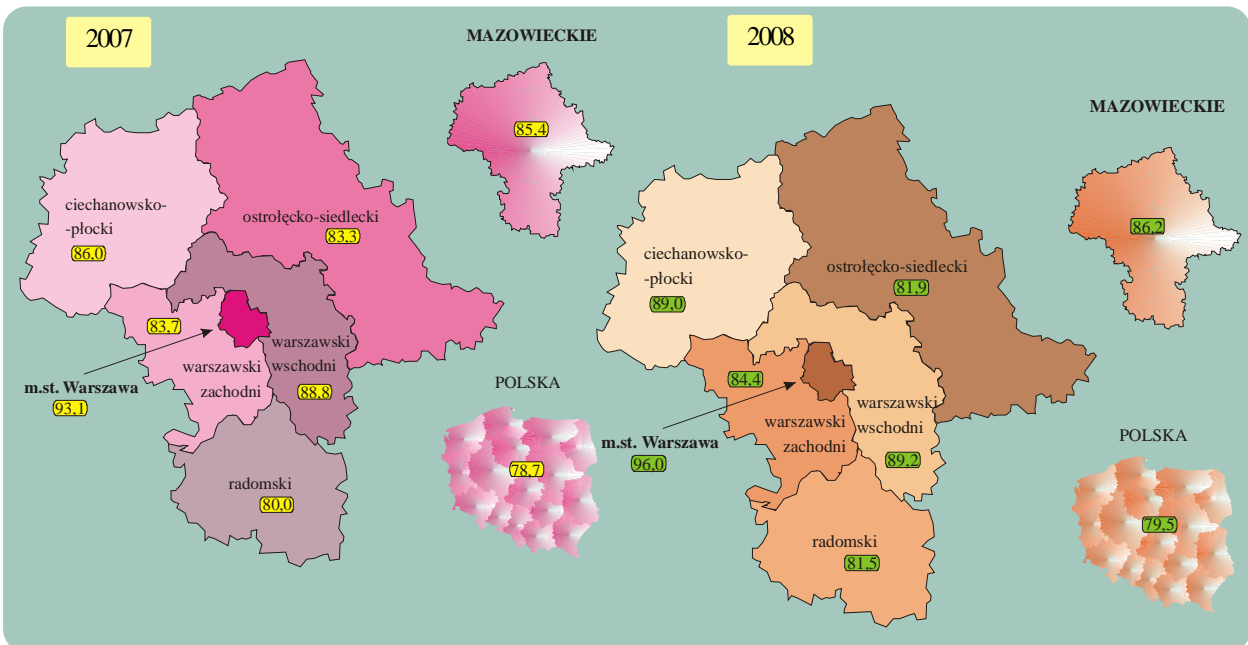 2007
MAZOWIECKIE
85,4
ciechanowsko-
-płocki
86,0
ostrołęcko-siedlecki
83,3
83,7
warszawski
zachodni
warszawski
wschodni
88,8
m.st. Warszawa
93,1
radomski
80,0
POLSKA
78,7
2008
MAZOWIECKIE
86,2
ciechanowsko-
-płocki
89,0
ostrołęcko-siedlecki
81,9
84,4
warszawski
zachodni
warszawski
wschodni
89,2
m.st. Warszawa
96,0
radomski
81,5
POLSKA
79,5